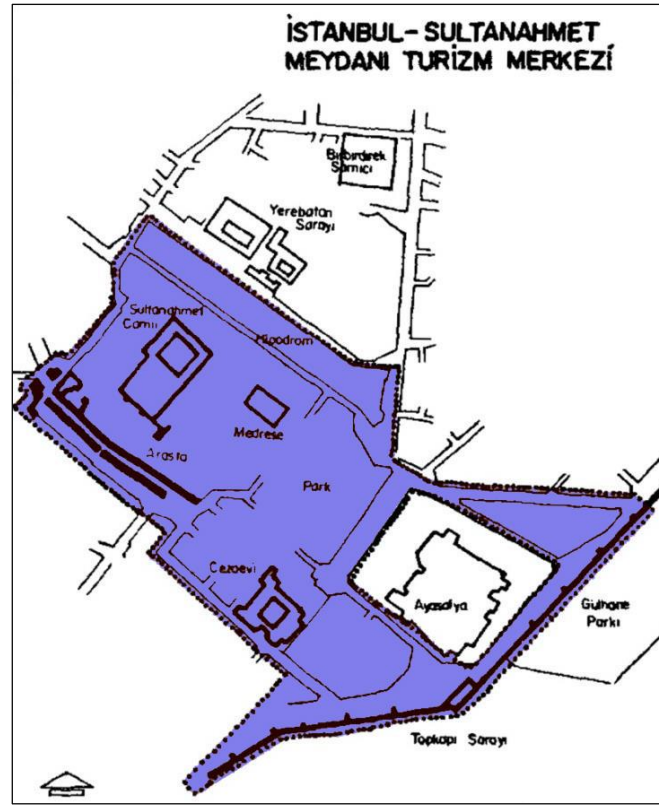 İSTANBUL-SULTANAHMET
MEYDANI TURİZM MERKEZİ
Binbirdirek
Sarnıcı
Yerebatan
Sarayı
Sultanahmet
Camii
Hipodrom
Medrese
Arasta
Park
Cezaevi
Ayasofya
Gülhane
Parkı
Topkapı Sarayı